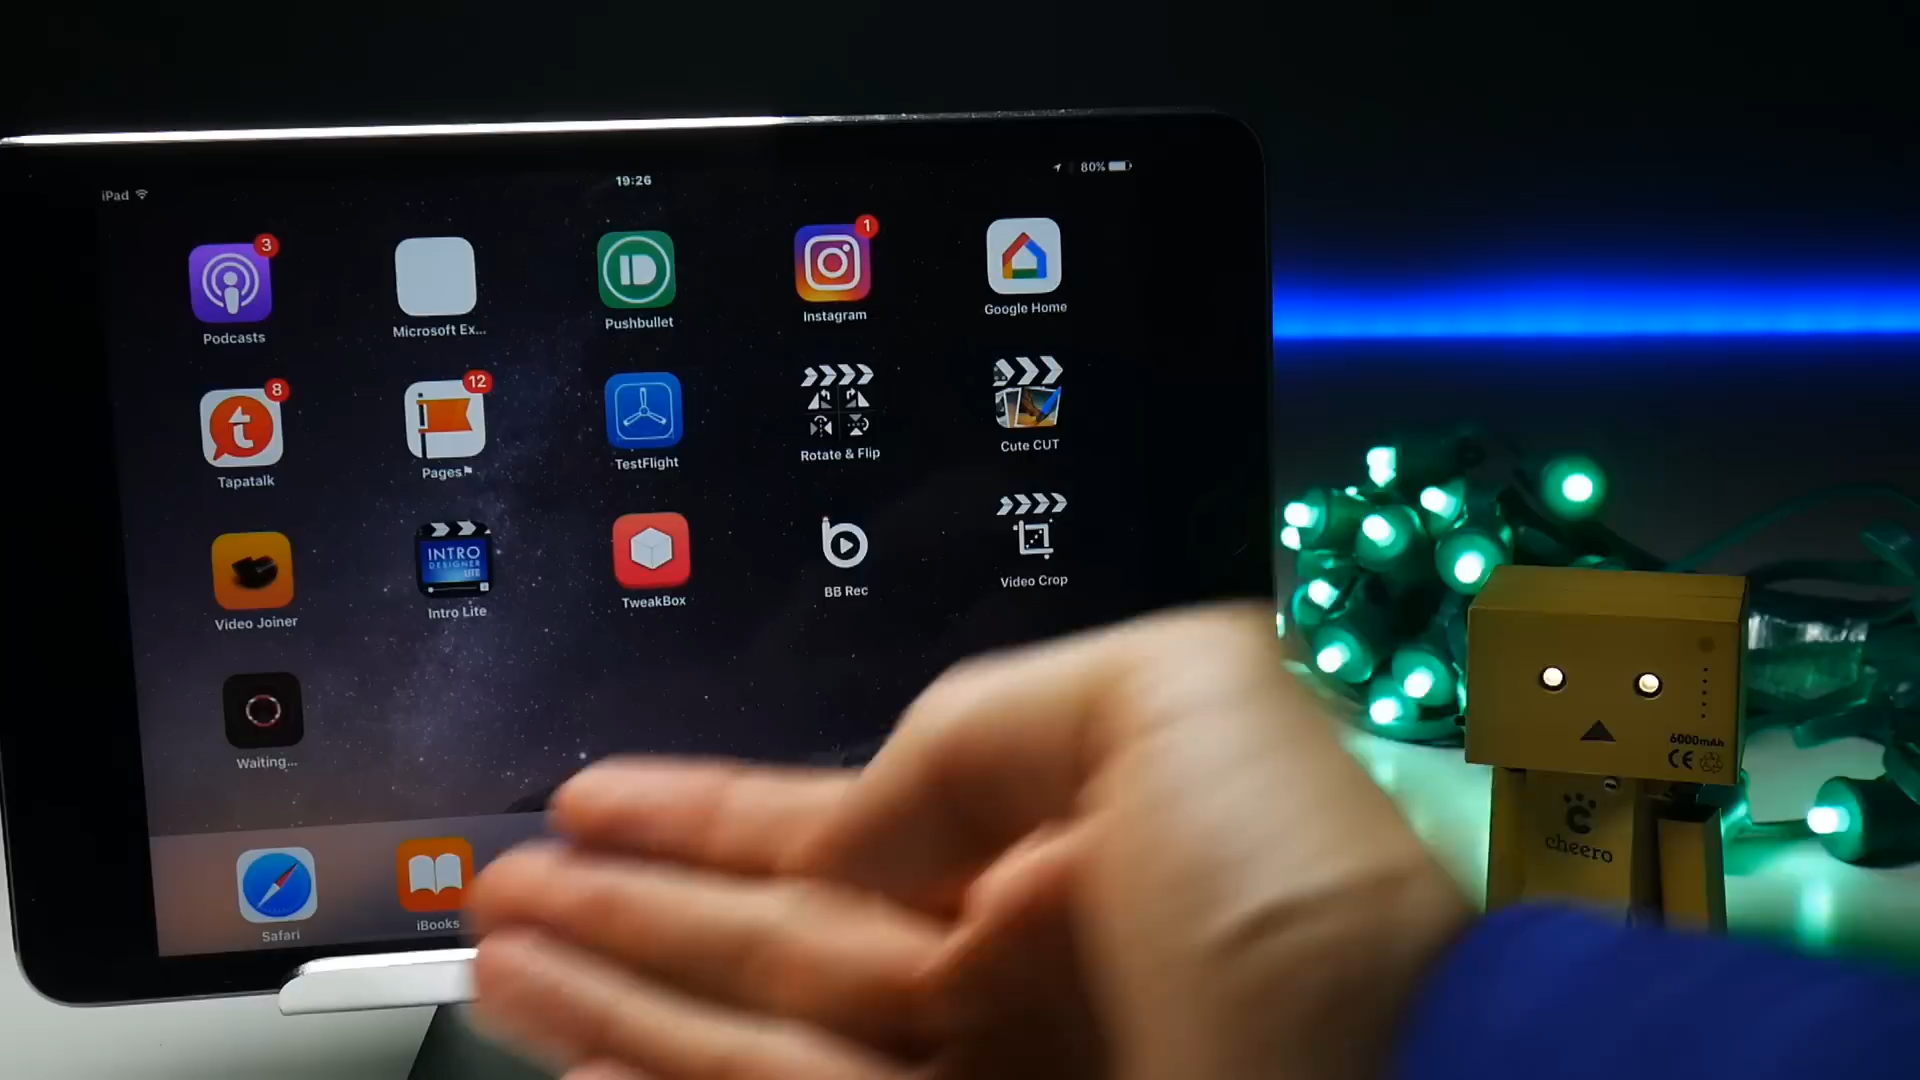 iPad
19:26
80%
3
1
Podcasts
Microsoft Ex...
Pushbullet
Instagram
Google Home
8
12
Tapatalk
Pages
TestFlight
Rotate & Flip
Cute CUT
INTRO
DESIGNER
LITE
Video Joiner
Intro Lite
TweakBox
BB Rec
Video Crop
Waiting...
Safari
iBooks
6000mAh
CE
cheero